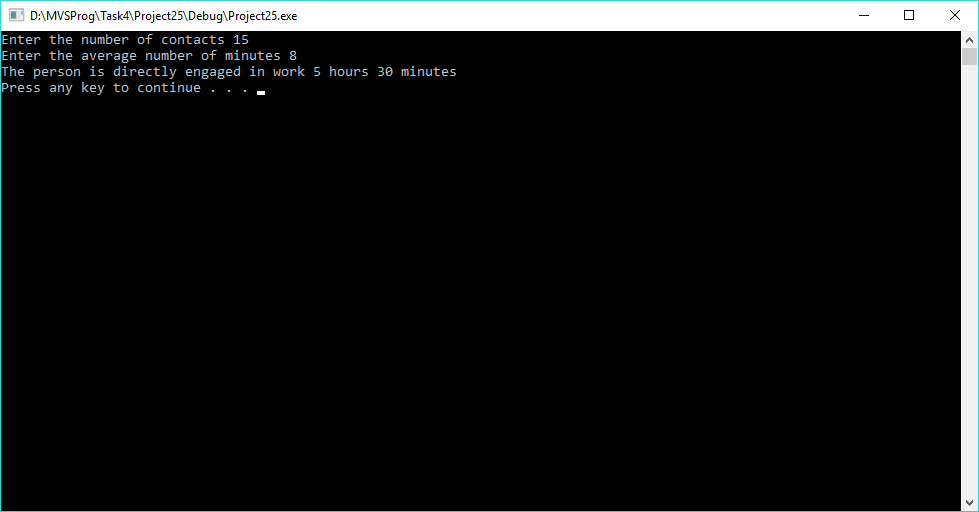 D:\MVSProg\Task4\Project25\Debug\Project25.exe
Enter the number of contacts 15
Enter the average number of minutes 8
The person is directly engaged in work 5 hours 30 minutes
Press any key to continue . . .